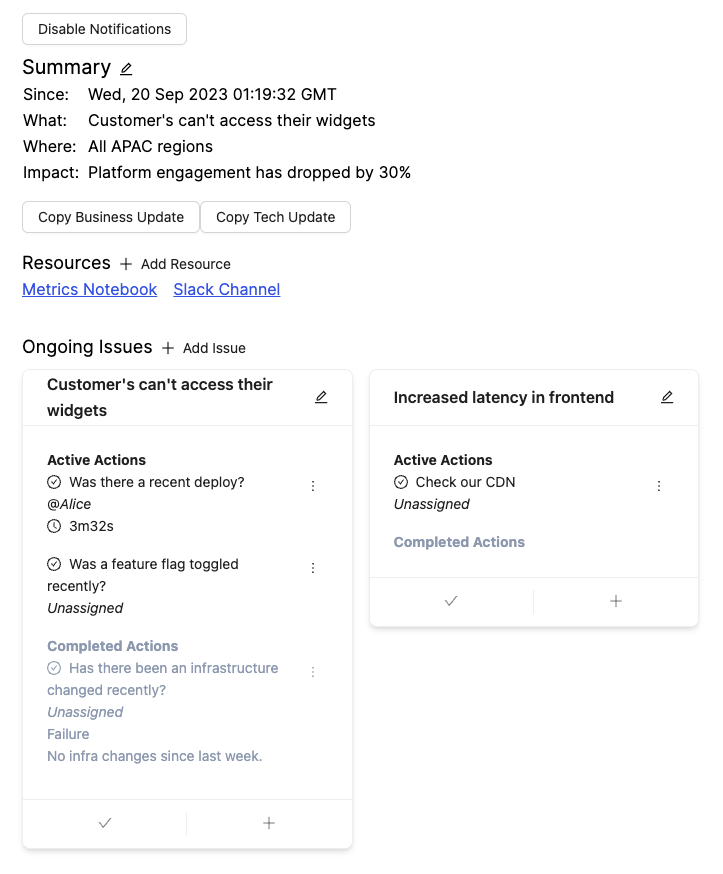 Disable Notifications
Summary
Since: Wed, 20 Sep 2023 01:19:32 GMT
What: Customer's can't access their widgets
Where: All APAC regions
Impact: Platform engagement has dropped by 30%
Copy Business Update
Copy Tech Update
Resources + Add Resource
Metrics Notebook Slack Channel
Ongoing Issues + Add Issue
Customer's can't access their
widgets
Active Actions
Was there a recent deploy?
@Alice
3m32s
Was a feature flag toggled
recently?
Unassigned
Completed Actions
Has there been an infrastructure
changed recently?
Unassigned
Failure
No infra changes since last week.
Increased latency in frontend
Active Actions
Check our CDN
Unassigned
Completed Actions